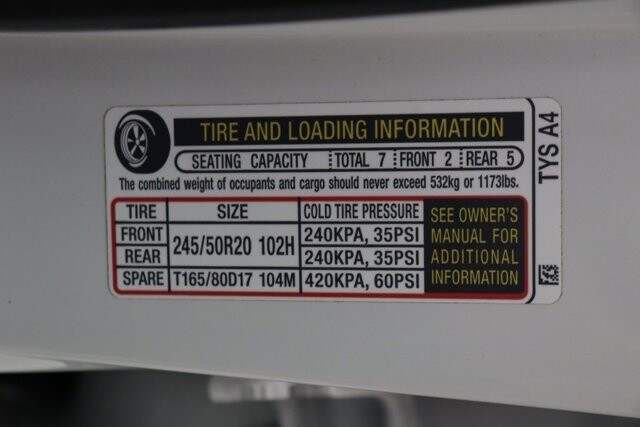 TIRE AND LOADING INFORMATION
SEATING CAPACITY TOTAL 7 FRONT 2 REAR 5
The combined weight of occupants and cargo should never exceed 532kg or 1173lbs.
TIRE SIZE COLD TIRE PRESSURE
FRONT 245/50R20 102H 240KPA, 35PSI
REAR 240KPA, 35PSI
SPARE T165/80D17 104M 420KPA, 60PSI
SEE OWNER'S
MANUAL FOR
ADDITIONAL
INFORMATION
TYS A4